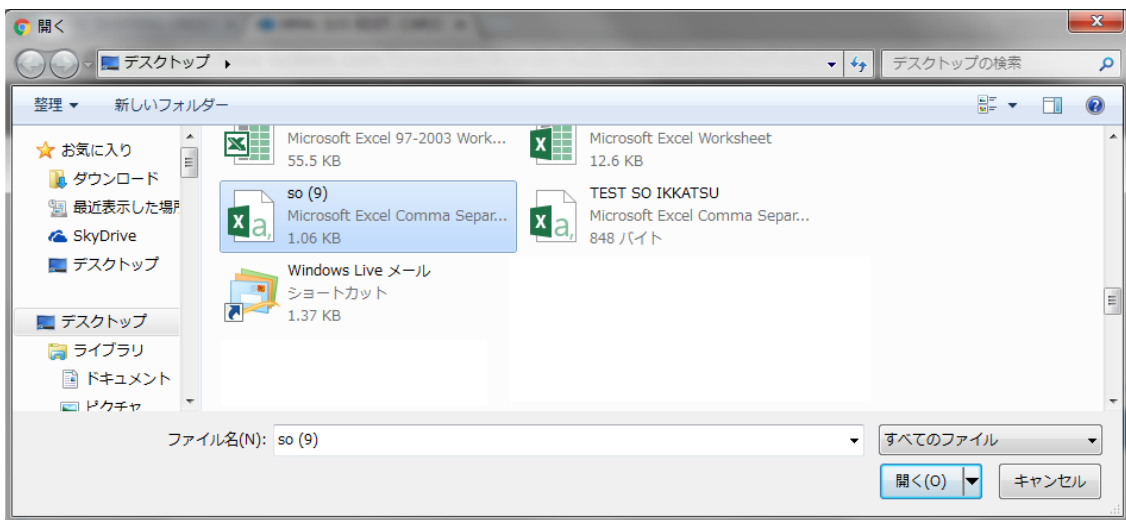 開く
デスクトップ
デスクトップの検索
整理
新しいフォルダー
お気に入り
ダウンロード
最近表示した場所
SkyDrive
デスクトップ
デスクトップ
ライブラリ
ドキュメント
ピクチャ
Microsoft Excel 97-2003 Work...
55.5 KB
Microsoft Excel Worksheet
12.6 KB
so (9)
Microsoft Excel Comma Separ...
1.06 KB
TEST SO IKKATSU
Microsoft Excel Comma Separ...
848 バイト
Windows Live メール
ショートカット
1.37 KB
ファイル名(N): so (9)
すべてのファイル
開く(O)
キャンセル